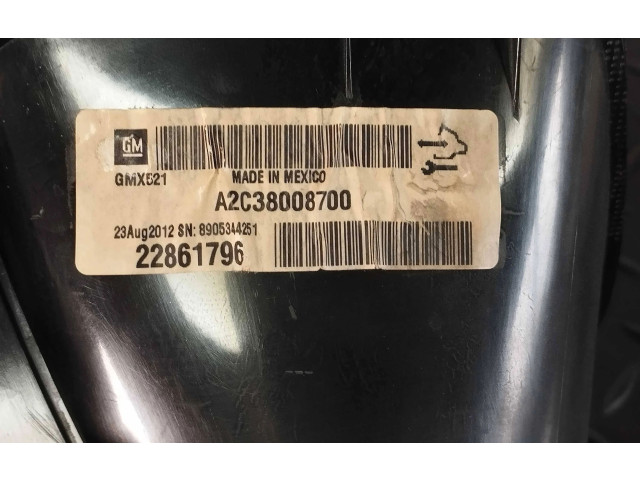 GM
GMX521
MADE IN MEXICO
A2C38008700
23Aug2012 SN: 8905344251
22861796